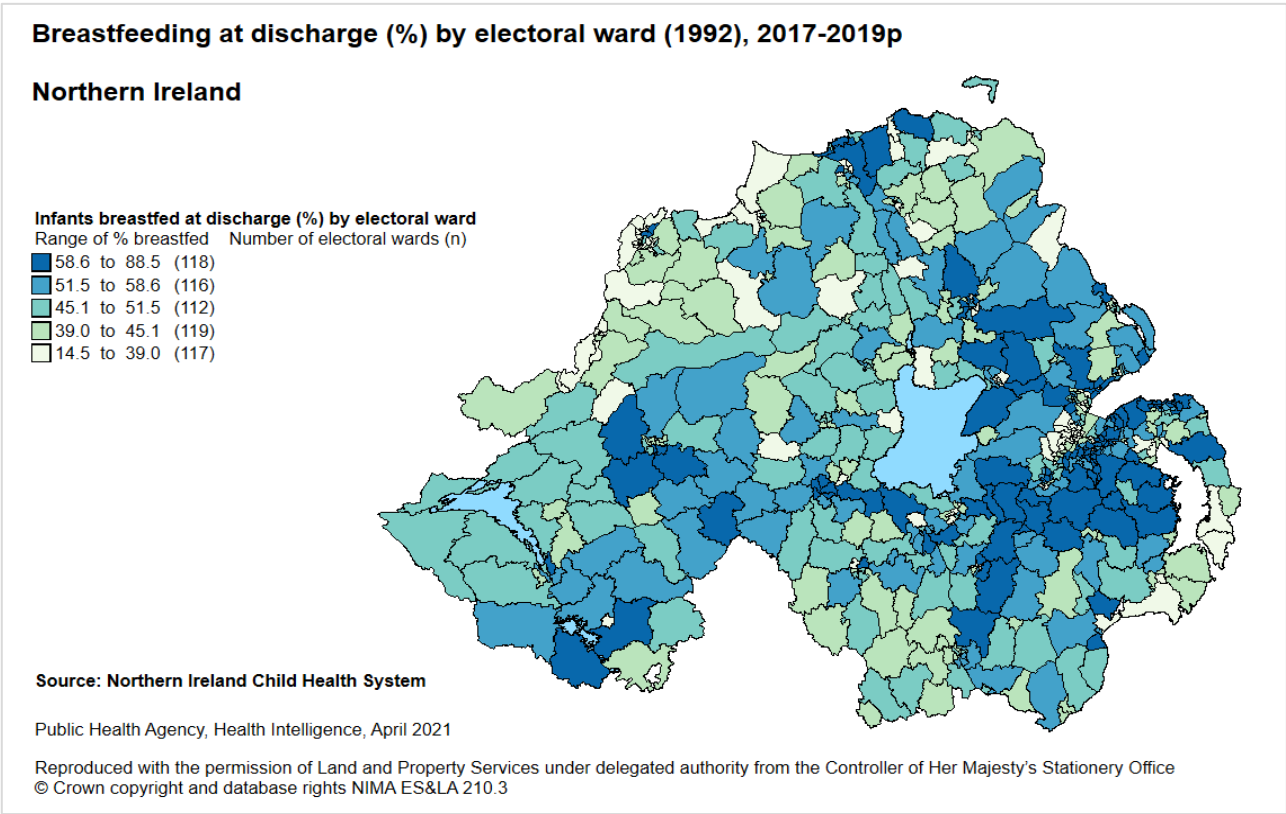 Breastfeeding at discharge (%) by electoral ward (1992), 2017-2019p
Northern Ireland
Infants breastfed at discharge (%) by electoral ward
Range of % breastfed Number of electoral wards (n)
58.6 to 88.5 (118)
51.5 to 58.6 (116)
45.1 to 51.5 (112)
39.0 to 45.1 (119)
14.5 to 39.0 (117)
Source: Northern Ireland Child Health System
Public Health Agency, Health Intelligence, April 2021
Reproduced with the permission of Land and Property Services under delegated authority from the Controller of Her Majesty’s Stationery Office
© Crown copyright and database rights NIMA ES&LA 210.3